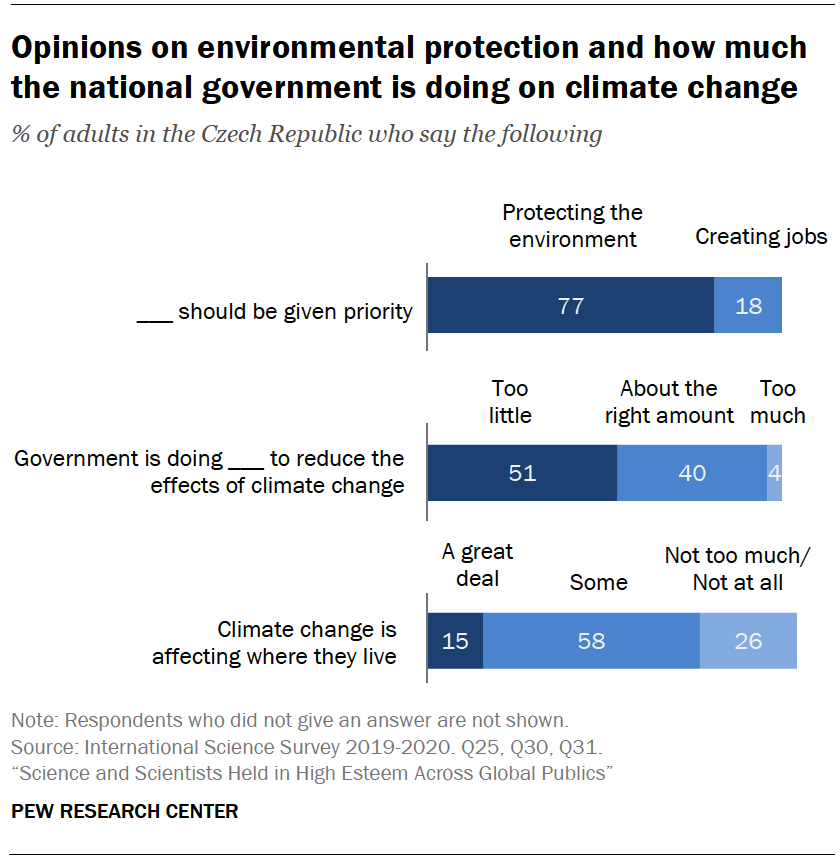 Opinions on environmental protection and how much
the national government is doing on climate change
% of adults in the Czech Republic who say the following
Protecting the
environment
Creating jobs
___ should be given priority
77
18
Too
little
About the
right amount
Too
much
Government is doing ___ to reduce the
effects of climate change
51
40
4
A great
deal
Some
Not too much/
Not at all
Climate change is
affecting where they live
15
58
26
Note: Respondents who did not give an answer are not shown.
Source: International Science Survey 2019-2020. Q25, Q30, Q31.
“Science and Scientists Held in High Esteem Across Global Publics”
PEW RESEARCH CENTER